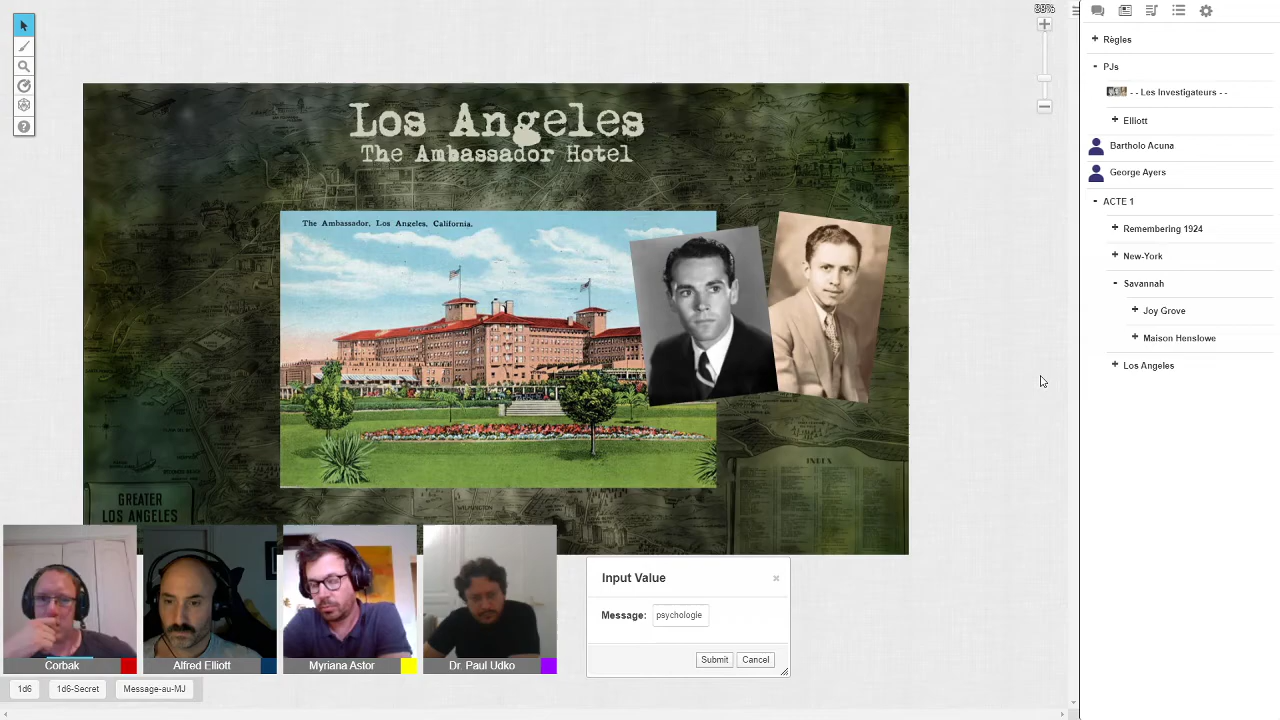 88%
Los Angeles
The Ambassador Hotel
The Ambassador, Los Angeles, California.
GREATER
LOS ANGELES
INDEX
WILMINGTON
Corbak
Alfred Elliott
Myriana Astor
Dr. Paul Udko
1d6
1d6-Secret
Message-au-MJ
Input Value
×
Message:
psychologie
Submit
Cancel
Règles
PJs
- - Les Investigateurs - -
Elliott
Bartholo Acuna
George Ayers
ACTE 1
Remembering 1924
New-York
Savannah
Joy Grove
Maison Henslowe
Los Angeles